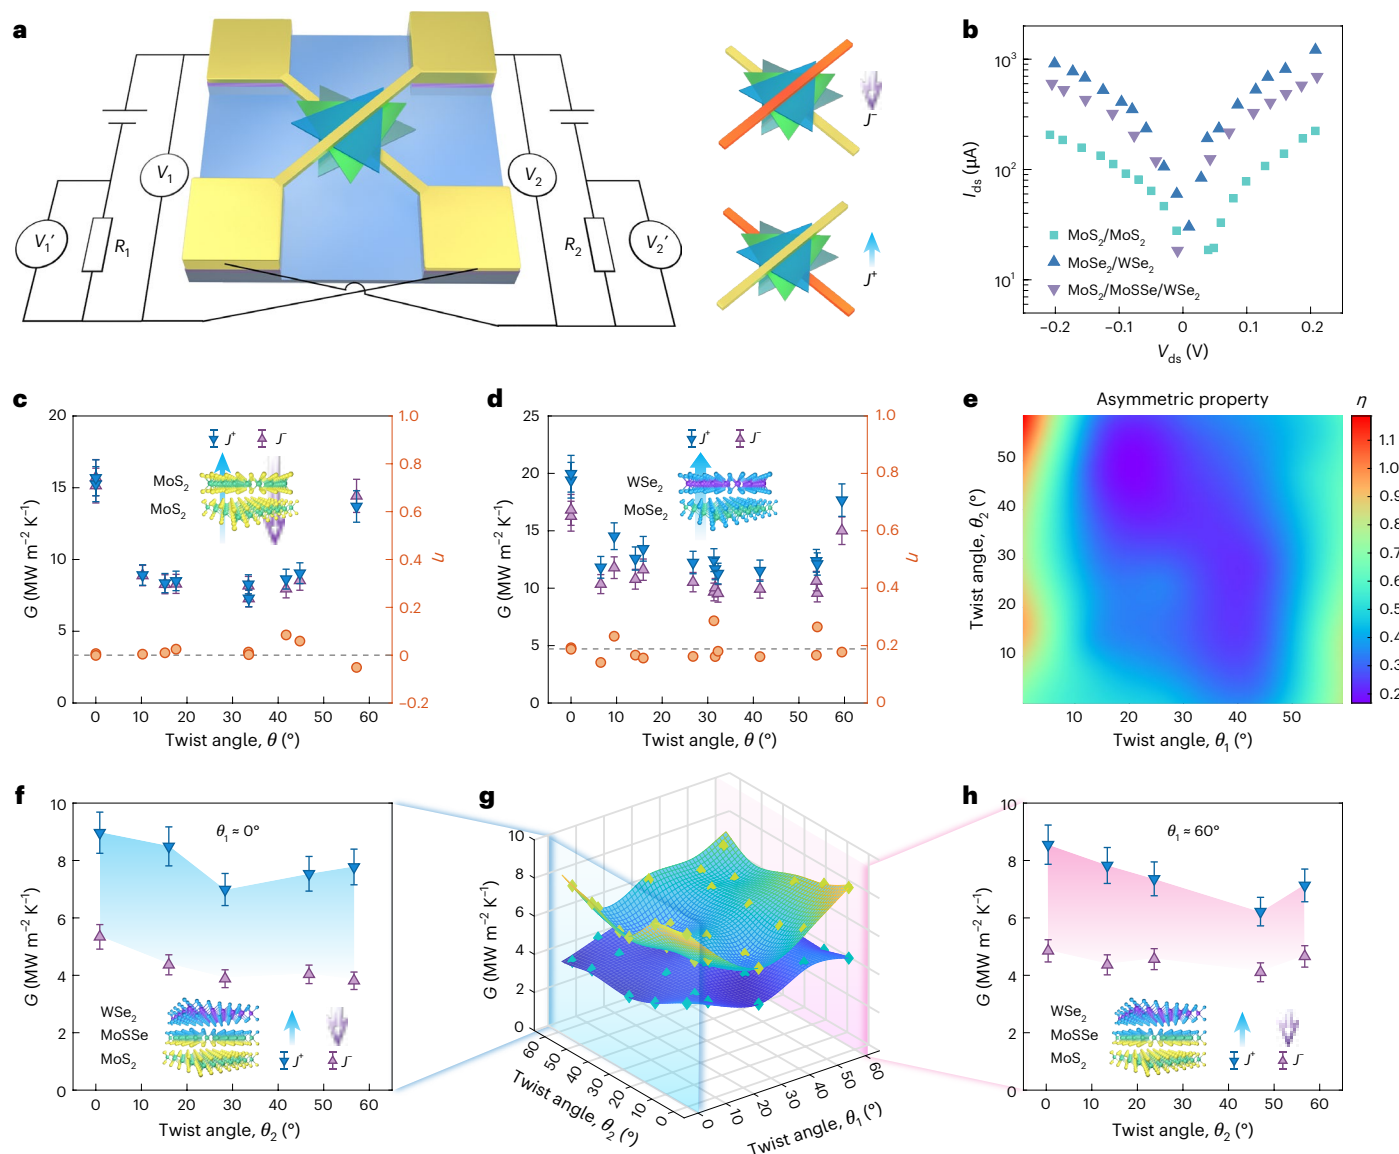 a
V1
V1′
R1
V2
R2
V2′
J−
J+
b
10³
10²
10¹
Ids (μA)
MoS2/MoS2
MoSe2/WSe2
MoS2/MoSSe/WSe2
−0.2 −0.1 0 0.1 0.2
Vds (V)
c
20
15
10
5
0
G (MW m−2 K−1)
J+ J−
MoS2
MoS2
1.0
0.8
0.6
0.4
0.2
0
−0.2
η
0 10 20 30 40 50 60
Twist angle, θ (°)
d
25
20
15
10
5
0
G (MW m−2 K−1)
J+ J−
WSe2
MoSe2
1.0
0.8
0.6
0.4
0.2
0
η
0 10 20 30 40 50 60
Twist angle, θ (°)
e
Asymmetric property
η
50
40
30
20
10
Twist angle, θ2 (°)
10 20 30 40 50
Twist angle, θ1 (°)
1.1
1.0
0.9
0.8
0.7
0.6
0.5
0.4
0.3
0.2
f
10
8
6
4
2
0
G (MW m−2 K−1)
θ1 ≈ 0°
WSe2
MoSSe
MoS2
J+ J−
0 10 20 30 40 50 60
Twist angle, θ2 (°)
g
10
8
6
4
2
0
G (MW m−2 K−1)
60 50 40 30 20 10 0
Twist angle, θ2 (°)
0 10 20 30 40 50 60
Twist angle, θ1 (°)
h
10
8
6
4
2
0
G (MW m−2 K−1)
θ1 ≈ 60°
WSe2
MoSSe
MoS2
J+ J−
0 10 20 30 40 50 60
Twist angle, θ2 (°)